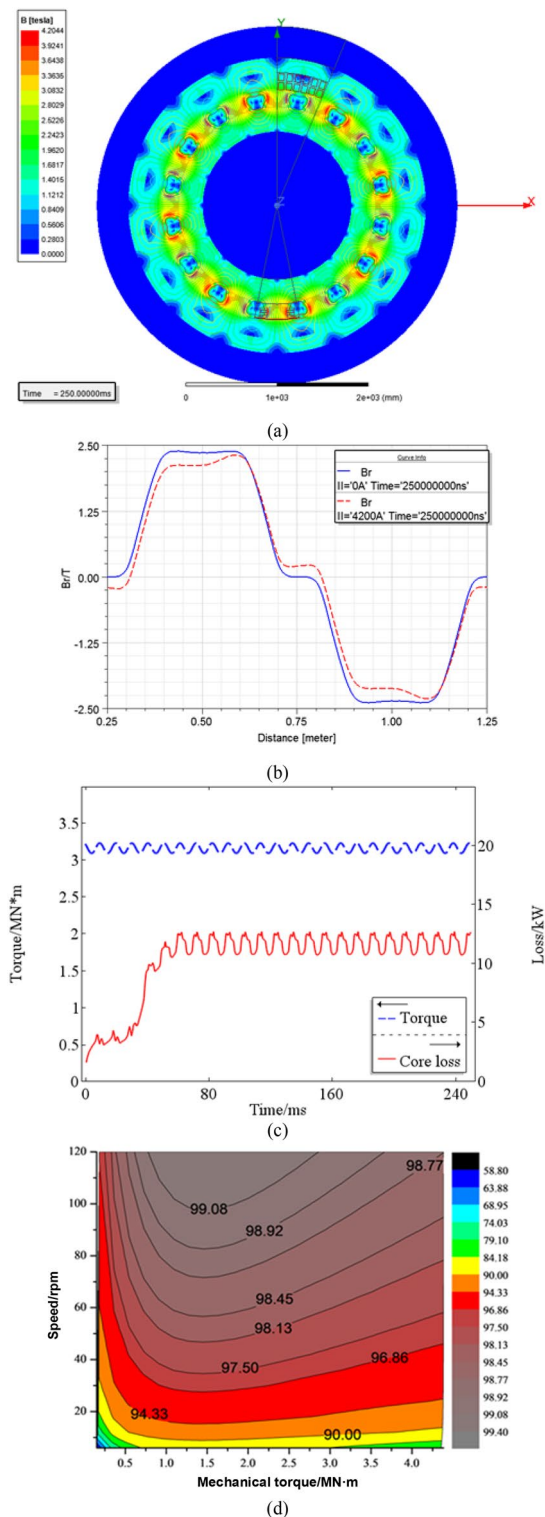 B [tesla]
4.2044
3.9241
3.6438
3.3635
3.0832
2.8029
2.5226
2.2423
1.9620
1.6817
1.4015
1.1212
0.8409
0.5606
0.2803
0.0000
Y
X
Z
Time = 250.00000ms
0 1e+03 2e+03 (mm)
(a)
2.50
1.25
0.00
-1.25
-2.50
Br/T
Curve Info
Br
II='0A' Time='250000000ns'
Br
II='4200A' Time='250000000ns'
0.25 0.50 0.75 1.00 1.25
Distance [meter]
(b)
3.5
3
2.5
2
1.5
1
0.5
0
Torque/MN*m
20
15
10
5
0
Loss/kW
Torque
Core loss
0 80 160 240
Time/ms
(c)
120
100
80
60
40
20
Speed/rpm
98.77
99.08
98.92
98.45
98.13
97.50
96.86
94.33
90.00
0.5 1.0 1.5 2.0 2.5 3.0 3.5 4.0
Mechanical torque/MN·m
58.80
63.88
68.95
74.03
79.10
84.18
90.00
94.33
96.86
97.50
98.13
98.45
98.77
98.92
99.08
99.40
(d)